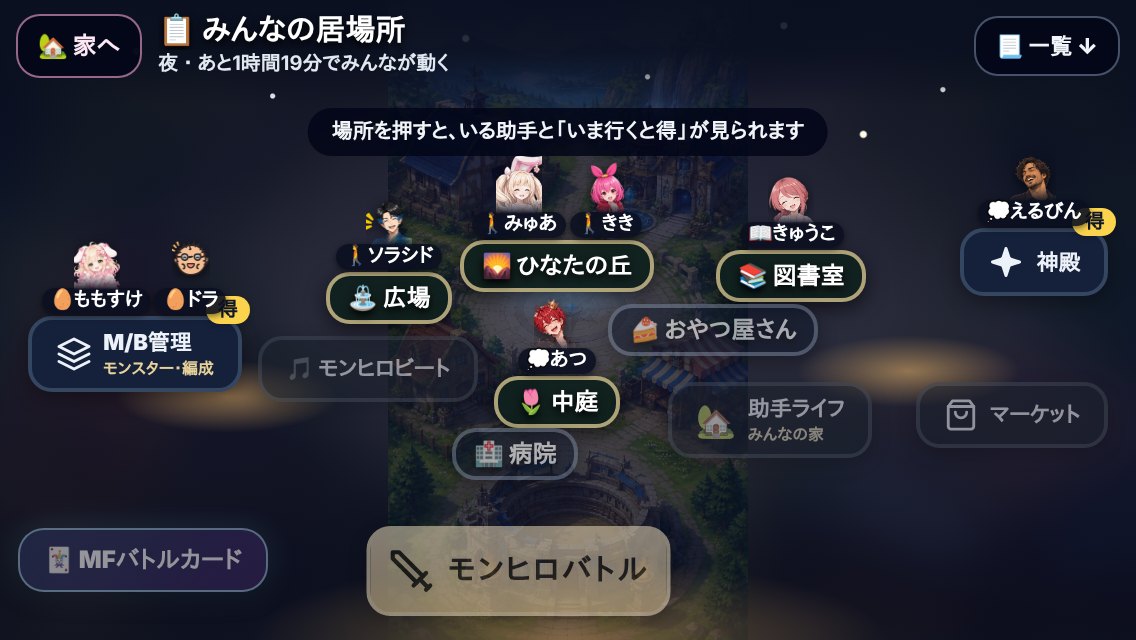 家へ
みんなの居場所
夜・あと1時間19分でみんなが動く
一覧↓
場所を押すと、いる助手と「いま行くと得」が見られます
みゅあ
きき
きゅうこ
えるびん
得
ソラシド
ひなたの丘
図書室
神殿
ももすけ
ドラ
得
広場
あつ
おやつ屋さん
M/B管理
モンスター・編成
モンヒロビート
中庭
助手ライフ
みんなの家
マーケット
病院
MFバトルカード
モンヒロバトル